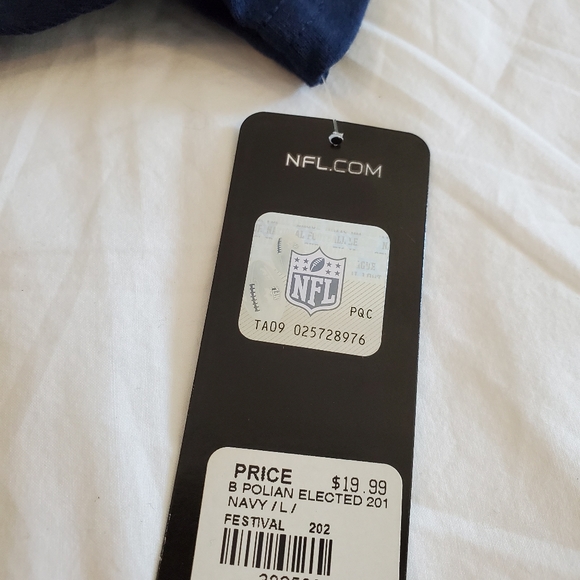 NFL.COM
NFL
PQC
TA09 025728976
PRICE $19.99
B POLIAN ELECTED 201
NAVY / L /
FESTIVAL 202